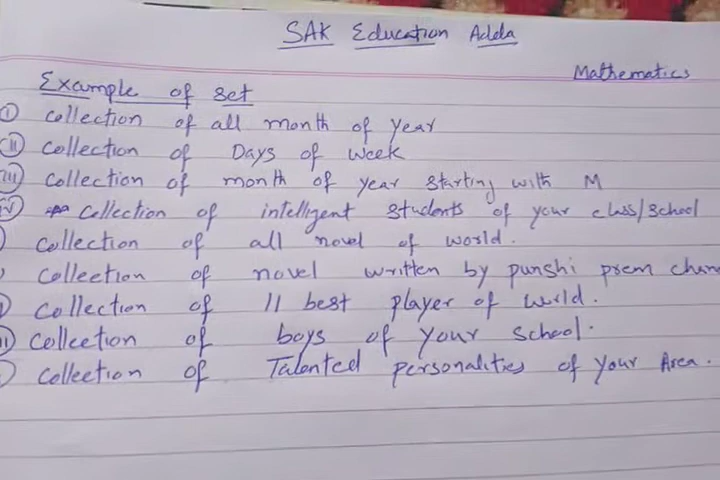 SAK Education Adda
Mathematics
Example of set
(I) Collection of all month of year
(II) Collection of Days of week
(III) Collection of month of year starting with M
(IV) Collection of intelligent students of your class/school
Collection of all novel of world.
Collection of novel written by punshi prem chan
Collection of 11 best player of world.
Collection of boys of your school.
Collection of Talented personalities of your Area.